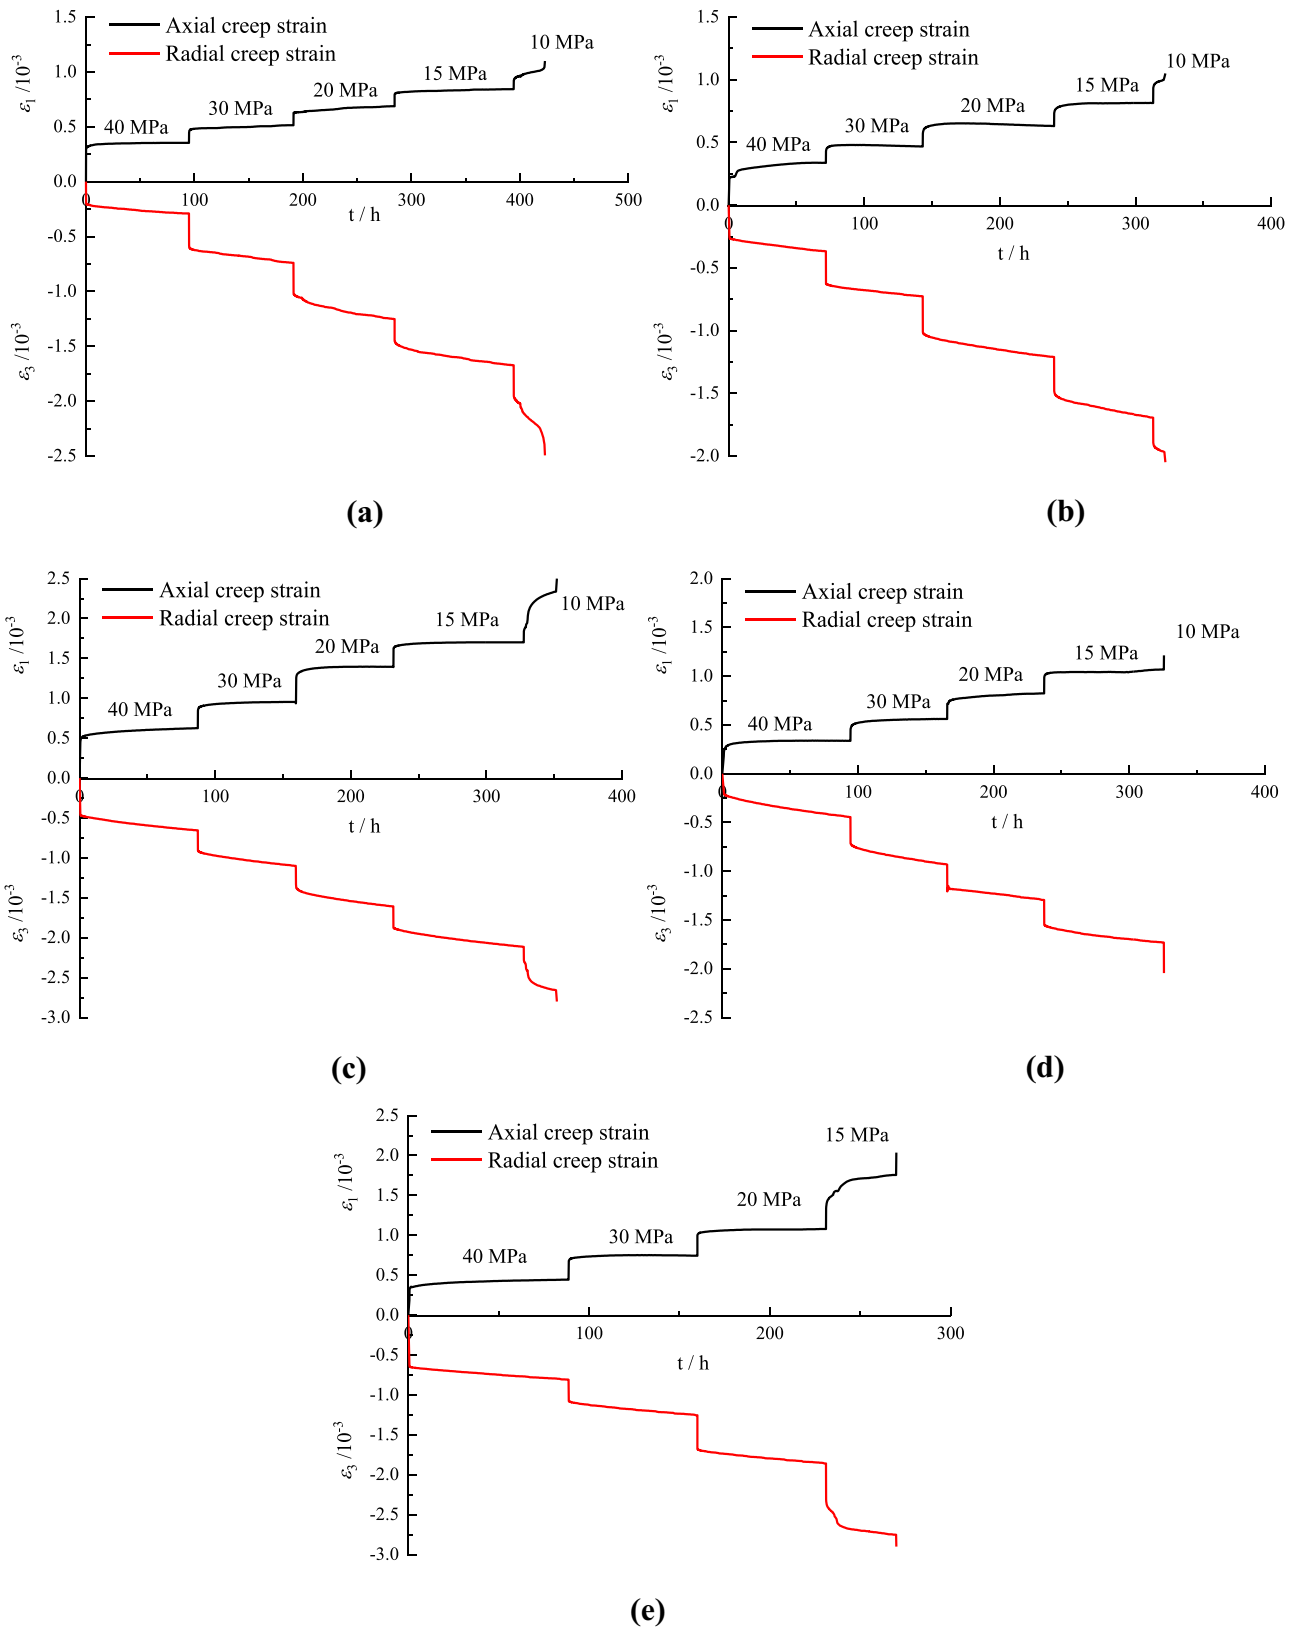 Axial creep strain
Radial creep strain
ε1 /10-3
ε3 /10-3
1.5
1.0
0.5
0.0
-0.5
-1.0
-1.5
-2.0
-2.5
0 100 200 300 400 500
t / h
40 MPa
30 MPa
20 MPa
15 MPa
10 MPa
(a)
Axial creep strain
Radial creep strain
ε1 /10-3
ε3 /10-3
1.5
1.0
0.5
0.0
-0.5
-1.0
-1.5
-2.0
0 100 200 300 400
t / h
40 MPa
30 MPa
20 MPa
15 MPa
10 MPa
(b)
Axial creep strain
Radial creep strain
ε1 /10-3
ε3 /10-3
2.5
2.0
1.5
1.0
0.5
0.0
-0.5
-1.0
-1.5
-2.0
-2.5
-3.0
0 100 200 300 400
t / h
40 MPa
30 MPa
20 MPa
15 MPa
10 MPa
(c)
Axial creep strain
Radial creep strain
ε1 /10-3
ε3 /10-3
2.0
1.5
1.0
0.5
0.0
-0.5
-1.0
-1.5
-2.0
-2.5
0 100 200 300 400
t / h
40 MPa
30 MPa
20 MPa
15 MPa
10 MPa
(d)
Axial creep strain
Radial creep strain
ε1 /10-3
ε3 /10-3
2.5
2.0
1.5
1.0
0.5
0.0
-0.5
-1.0
-1.5
-2.0
-2.5
-3.0
0 100 200 300
t / h
40 MPa
30 MPa
20 MPa
15 MPa
(e)